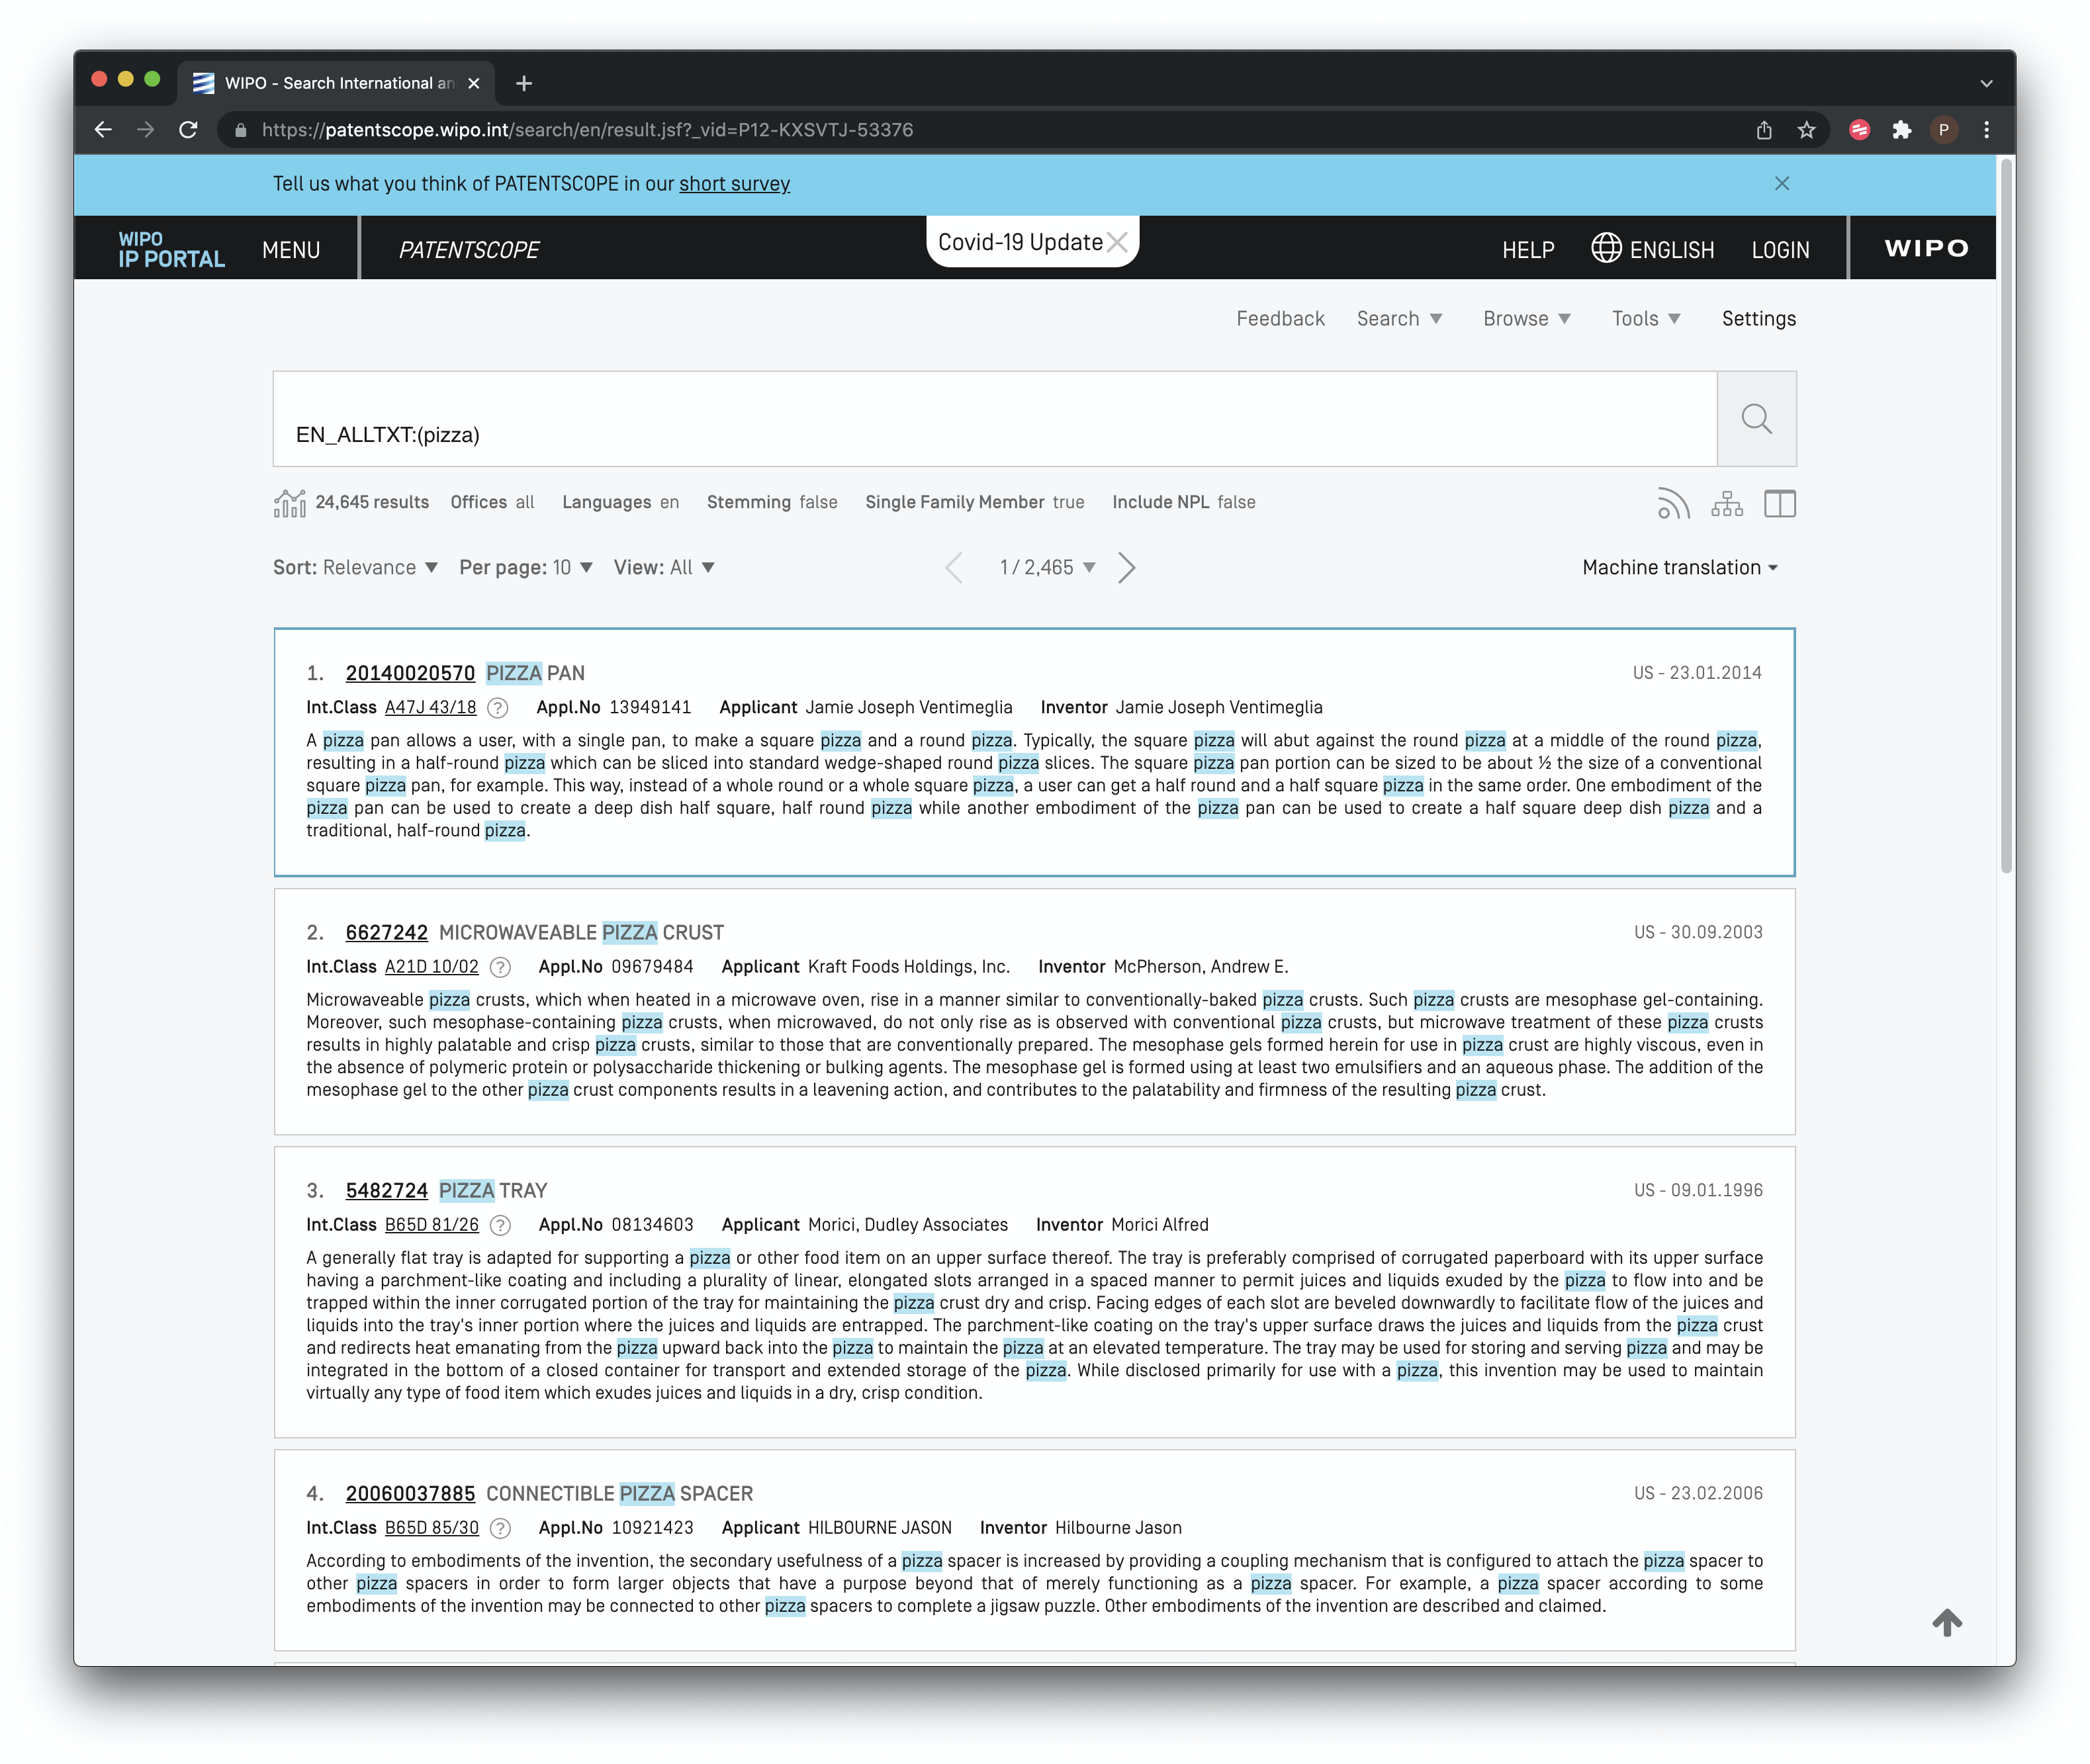 WIPO - Search International an
https://patentscope.wipo.int/search/en/result.jsf?_vid=P12-KXSVTJ-53376
P
Tell us what you think of PATENTSCOPE in our short survey
WIPO
IP PORTAL
MENU
PATENTSCOPE
Covid-19 Update
HELP
ENGLISH
LOGIN
WIPO
Feedback Search Browse Tools Settings
EN_ALLTXT:(pizza)
24,645 results Offices all Languages en Stemming false Single Family Member true Include NPL false
Sort: Relevance Per page: 10 View: All 1 / 2,465 Machine translation
1. 20140020570 PIZZA PAN US - 23.01.2014
Int.Class A47J 43/18 ? Appl.No 13949141 Applicant Jamie Joseph Ventimeglia Inventor Jamie Joseph Ventimeglia
A pizza pan allows a user, with a single pan, to make a square pizza and a round pizza. Typically, the square pizza will abut against the round pizza at a middle of the round pizza,
resulting in a half-round pizza which can be sliced into standard wedge-shaped round pizza slices. The square pizza pan portion can be sized to be about ½ the size of a conventional
square pizza pan, for example. This way, instead of a whole round or a whole square pizza, a user can get a half round and a half square pizza in the same order. One embodiment of the
pizza pan can be used to create a deep dish half square, half round pizza while another embodiment of the pizza pan can be used to create a half square deep dish pizza and a
traditional, half-round pizza.
2. 6627242 MICROWAVEABLE PIZZA CRUST US - 30.09.2003
Int.Class A21D 10/02 ? Appl.No 09679484 Applicant Kraft Foods Holdings, Inc. Inventor McPherson, Andrew E.
Microwaveable pizza crusts, which when heated in a microwave oven, rise in a manner similar to conventionally-baked pizza crusts. Such pizza crusts are mesophase gel-containing.
Moreover, such mesophase-containing pizza crusts, when microwaved, do not only rise as is observed with conventional pizza crusts, but microwave treatment of these pizza crusts
results in highly palatable and crisp pizza crusts, similar to those that are conventionally prepared. The mesophase gels formed herein for use in pizza crust are highly viscous, even in
the absence of polymeric protein or polysaccharide thickening or bulking agents. The mesophase gel is formed using at least two emulsifiers and an aqueous phase. The addition of the
mesophase gel to the other pizza crust components results in a leavening action, and contributes to the palatability and firmness of the resulting pizza crust.
3. 5482724 PIZZA TRAY US - 09.01.1996
Int.Class B65D 81/26 ? Appl.No 08134603 Applicant Morici, Dudley Associates Inventor Morici Alfred
A generally flat tray is adapted for supporting a pizza or other food item on an upper surface thereof. The tray is preferably comprised of corrugated paperboard with its upper surface
having a parchment-like coating and including a plurality of linear, elongated slots arranged in a spaced manner to permit juices and liquids exuded by the pizza to flow into and be
trapped within the inner corrugated portion of the tray for maintaining the pizza crust dry and crisp. Facing edges of each slot are beveled downwardly to facilitate flow of the juices and
liquids into the tray's inner portion where the juices and liquids are entrapped. The parchment-like coating on the tray's upper surface draws the juices and liquids from the pizza crust
and redirects heat emanating from the pizza upward back into the pizza to maintain the pizza at an elevated temperature. The tray may be used for storing and serving pizza and may be
integrated in the bottom of a closed container for transport and extended storage of the pizza. While disclosed primarily for use with a pizza, this invention may be used to maintain
virtually any type of food item which exudes juices and liquids in a dry, crisp condition.
4. 20060037885 CONNECTIBLE PIZZA SPACER US - 23.02.2006
Int.Class B65D 85/30 ? Appl.No 10921423 Applicant HILBOURNE JASON Inventor Hilbourne Jason
According to embodiments of the invention, the secondary usefulness of a pizza spacer is increased by providing a coupling mechanism that is configured to attach the pizza spacer to
other pizza spacers in order to form larger objects that have a purpose beyond that of merely functioning as a pizza spacer. For example, a pizza spacer according to some
embodiments of the invention may be connected to other pizza spacers to complete a jigsaw puzzle. Other embodiments of the invention are described and claimed.